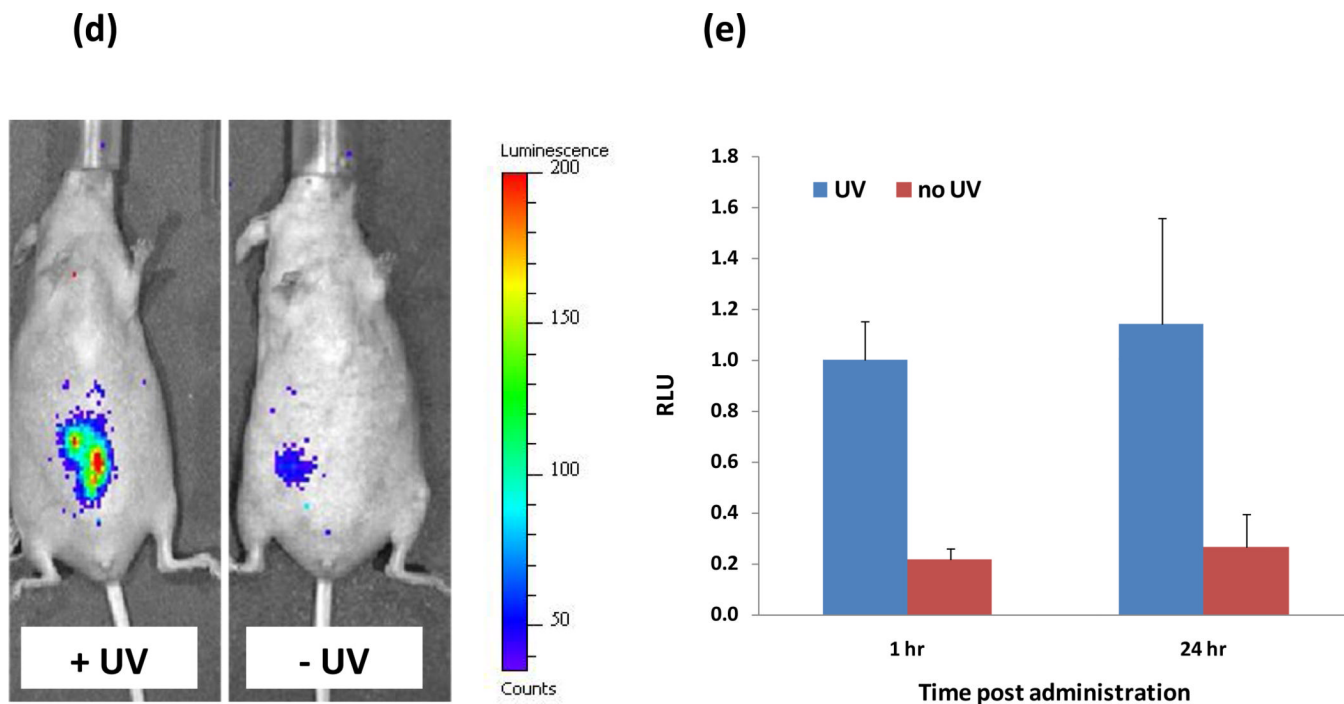 (d)
(e)
Luminescence
200
150
100
50
Counts
+ UV
- UV
1.8
1.6
1.4
1.2
1.0
0.8
0.6
0.4
0.2
0.0
RLU
UV
no UV
1 hr
24 hr
Time post administration